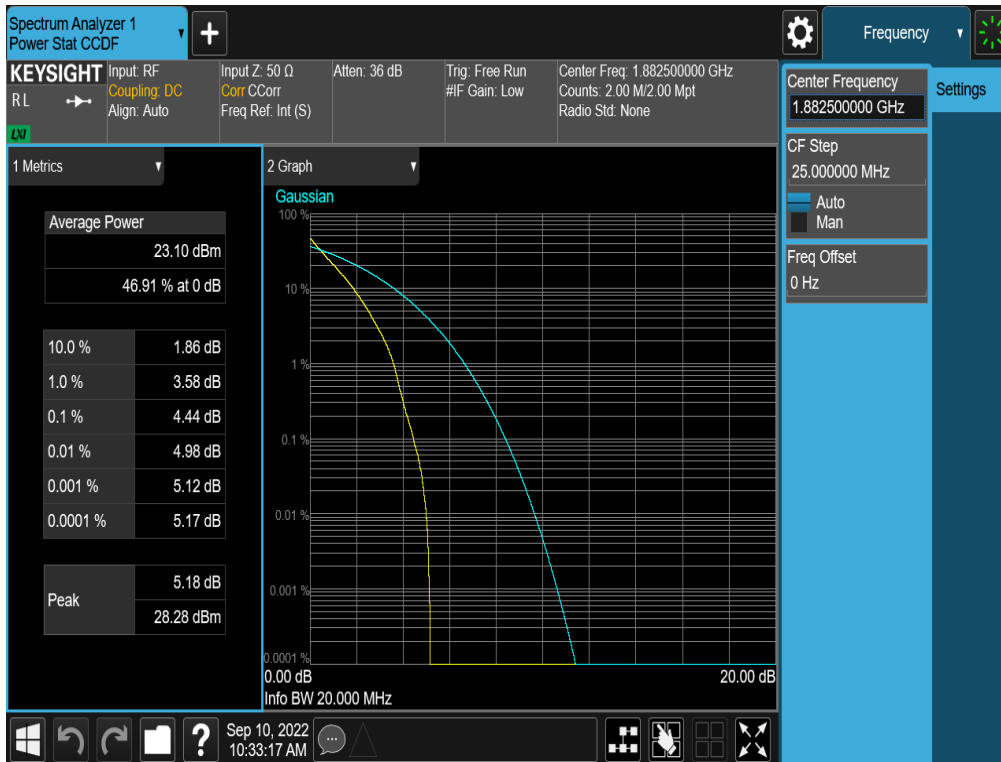 Spectrum Analyzer 1
Power Stat CCDF
+
Frequency
KEYSIGHT
RL
LXI
Input: RF
Coupling: DC
Align: Auto
Input Z: 50 Ω
Corr CCorr
Freq Ref: Int (S)
Atten: 36 dB
Trig: Free Run
#IF Gain: Low
Center Freq: 1.882500000 GHz
Counts: 2.00 M/2.00 Mpt
Radio Std: None
Center Frequency
1.882500000 GHz
Settings
CF Step
25.000000 MHz
Auto
Man
Freq Offset
0 Hz
1 Metrics
Average Power
23.10 dBm
46.91 % at 0 dB
10.0 % 1.86 dB
1.0 % 3.58 dB
0.1 % 4.44 dB
0.01 % 4.98 dB
0.001 % 5.12 dB
0.0001 % 5.17 dB
Peak
5.18 dB
28.28 dBm
2 Graph
Gaussian
100 %
10 %
1 %
0.1 %
0.01 %
0.001 %
0.0001 %
0.00 dB 20.00 dB
Info BW 20.000 MHz
?
Sep 10, 2022
10:33:17 AM